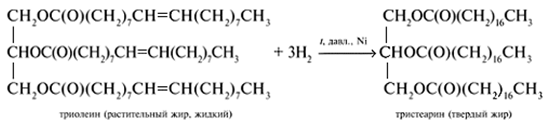 CH₂OC(O)(CH₂)₇CH=CH(CH₂)₇CH₃ CH₂OC(O)(CH₂)₁₆CH₃
CHOC(O)(CH₂)₇CH=CH(CH₂)₇CH₃ + 3H₂ t, давл., Ni CHOC(O)(CH₂)₁₆CH₃
CH₂OC(O)(CH₂)₇CH=CH(CH₂)₇CH₃ CH₂OC(O)(CH₂)₁₆CH₃
триолеин (растительный жир, жидкий) тристеарин (твердый жир)